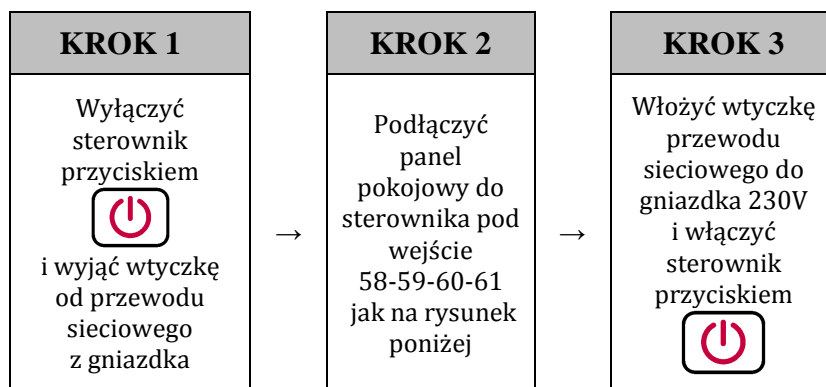 KROK 1
Wyłączyć
sterownik
przyciskiem
i wyjąć wtyczkę
od przewodu
sieciowego
z gniazdka
→
KROK 2
Podłączyć
panel
pokojowy do
sterownika pod
wejście
58-59-60-61
jak na rysunek
poniżej
→
KROK 3
Włożyć wtyczkę
przewodu
sieciowego do
gniazdka 230V
i włączyć
sterownik
przyciskiem